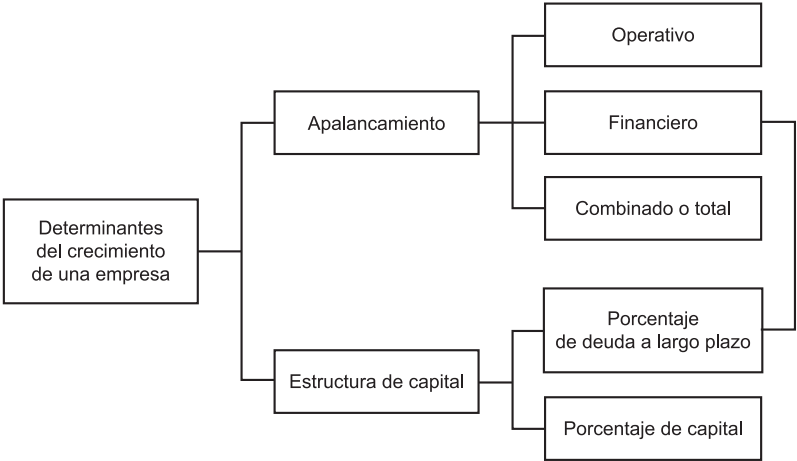 Determinantes
del crecimiento
de una empresa
Apalancamiento
Operativo
Financiero
Combinado o total
Estructura de capital
Porcentaje
de deuda a largo plazo
Porcentaje de capital